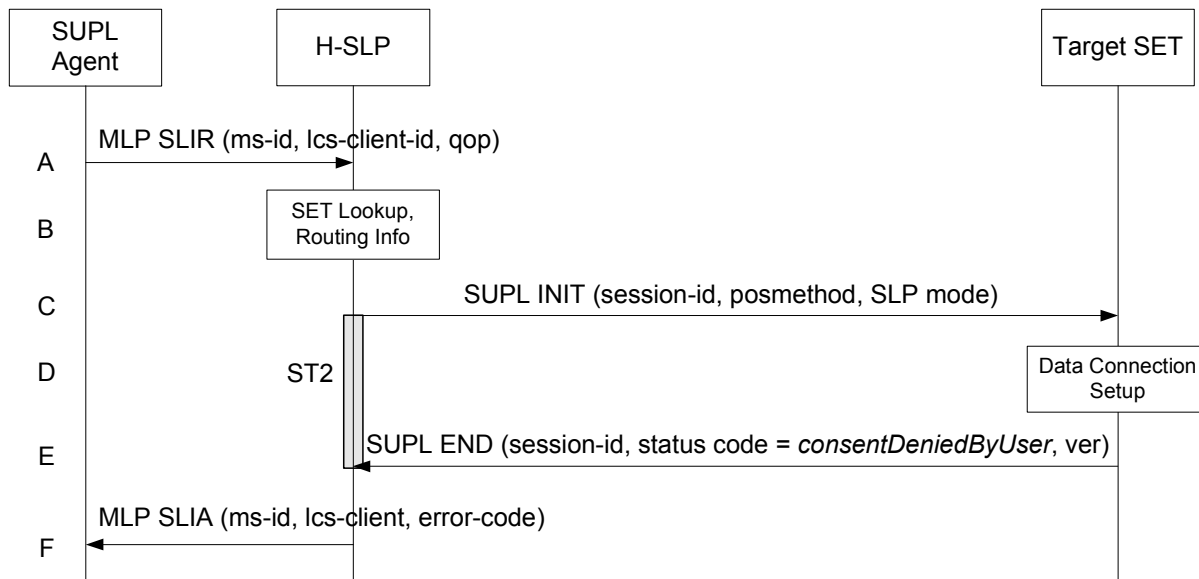 SUPL
Agent
H-SLP
Target SET
MLP SLIR (ms-id, lcs-client-id, qop)
A
SET Lookup,
Routing Info
B
SUPL INIT (session-id, posmethod, SLP mode)
C
ST2
D
Data Connection
Setup
SUPL END (session-id, status code = consentDeniedByUser, ver)
E
MLP SLIA (ms-id, lcs-client, error-code)
F